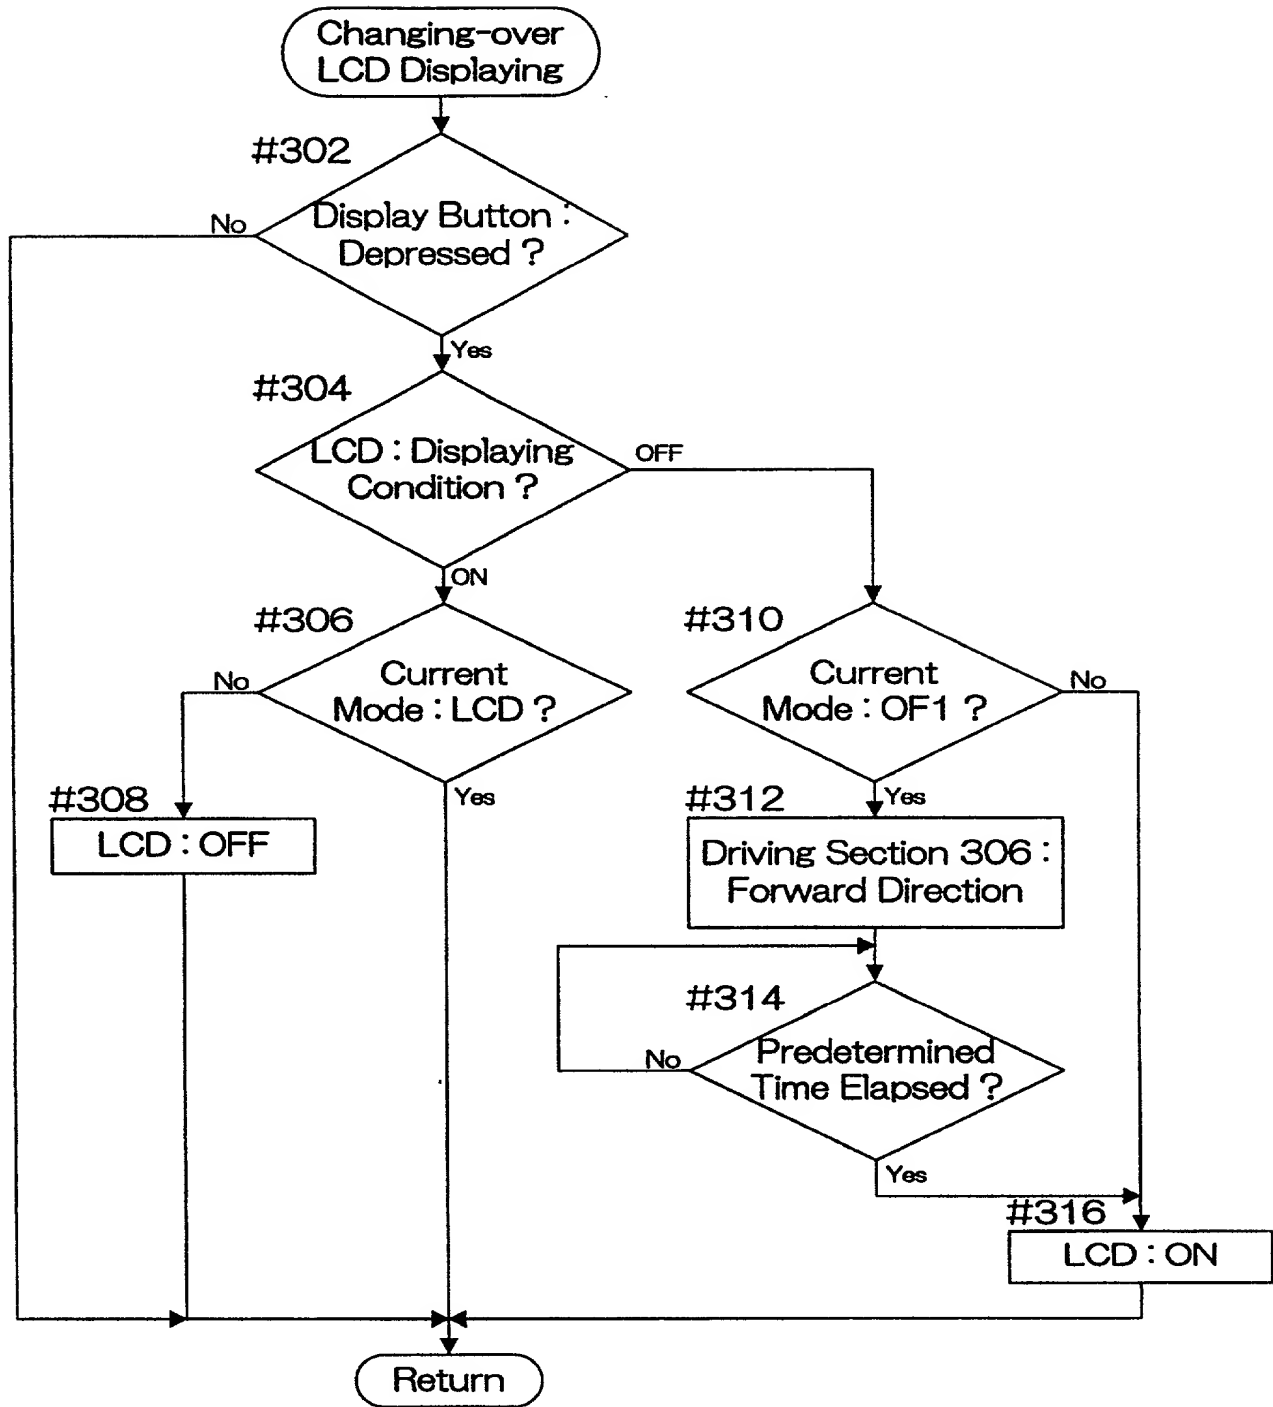 Changing-over
LCD Displaying
#302
Display Button :
Depressed ?
No
Yes
#304
LCD : Displaying
Condition ?
OFF
ON
#306
Current
Mode : LCD ?
No
Yes
#308
LCD : OFF
#310
Current
Mode : OF1 ?
No
Yes
#312
Driving Section 306 :
Forward Direction
#314
Predetermined
Time Elapsed ?
No
Yes
#316
LCD : ON
Return